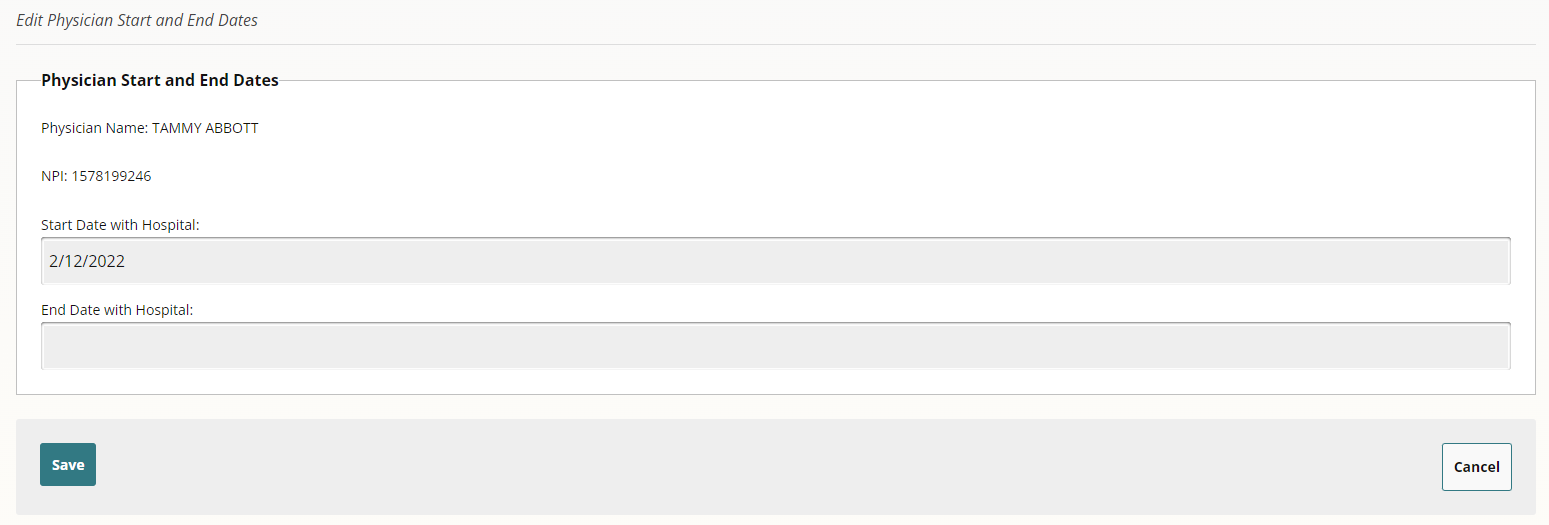 Edit Physician Start and End Dates
Physician Start and End Dates
Physician Name: TAMMY ABBOTT
NPI: 1578199246
Start Date with Hospital:
2/12/2022
End Date with Hospital:
Save
Cancel